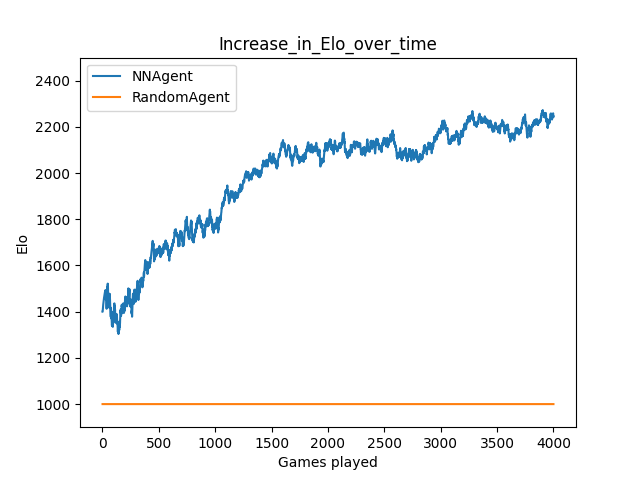 Increase_in_Elo_over_time
NNAgent
RandomAgent
2400
2200
2000
1800
1600
1400
1200
1000
Elo
0 500 1000 1500 2000 2500 3000 3500 4000
Games played